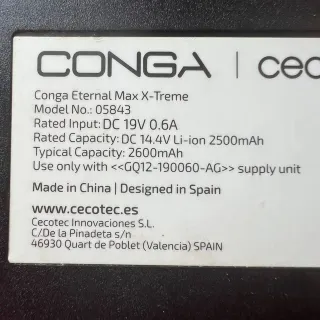 CONGA | cec
Conga Eternal Max X-Treme
Model No.: 05843
Rated Input: DC 19V 0.6A
Rated Capacity: DC 14.4V Li-ion 2500mAh
Typical Capacity: 2600mAh
Use only with <<GQ12-190060-AG>> supply unit
Made in China | Designed in Spain
www.cecotec.es
Cecotec Innovaciones S.L.
C/De la Pinadeta s/n
46930 Quart de Poblet (Valencia) SPAIN